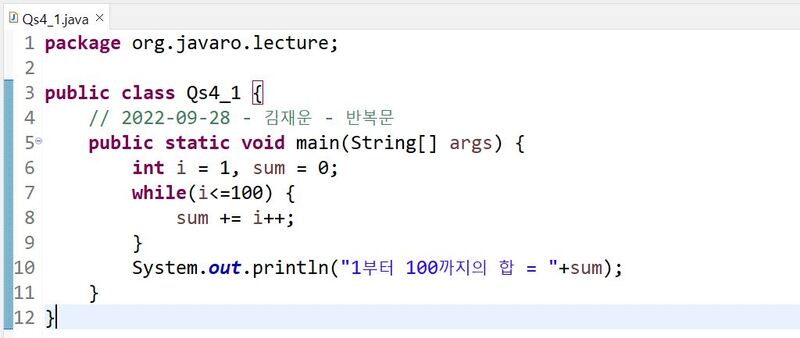 Qs4_1.java
1 package org.javaro.lecture;
2
3 public class Qs4_1 {
4     // 2022-09-28 - 김재운 - 반복문
5     public static void main(String[] args) {
6         int i = 1, sum = 0;
7         while(i<=100) {
8             sum += i++;
9         }
10         System.out.println("1부터 100까지의 합 = "+sum);
11     }
12 }